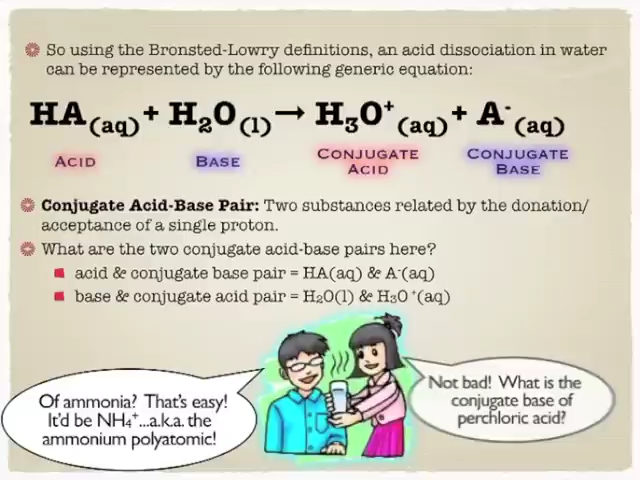 So using the Bronsted-Lowry definitions, an acid dissociation in water
can be represented by the following generic equation:
HA(aq) + H₂O(l) → H₃O⁺(aq) + A⁻(aq)
ACID BASE CONJUGATE ACID CONJUGATE BASE
Conjugate Acid-Base Pair: Two substances related by the donation/
acceptance of a single proton.
What are the two conjugate acid-base pairs here?
acid & conjugate base pair = HA(aq) & A⁻(aq)
base & conjugate acid pair = H₂O(l) & H₃O⁺(aq)
Of ammonia? That's easy!
It'd be NH₄⁺...a.k.a. the
ammonium polyatomic!
Not bad! What is the
conjugate base of
perchloric acid?